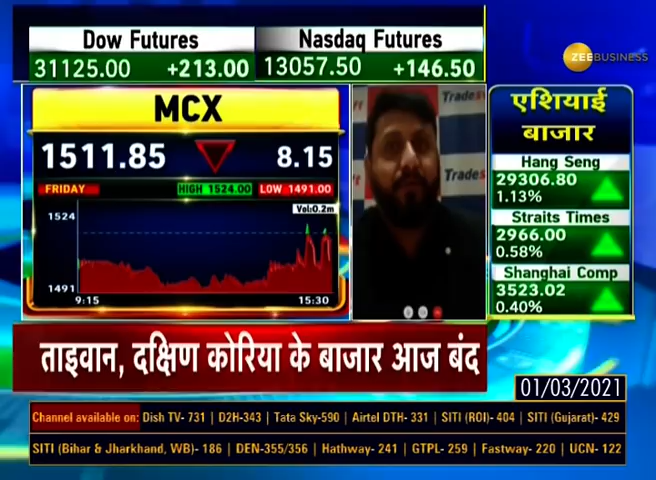 Dow Futures
31125.00 +213.00
Nasdaq Futures
13057.50 +146.50
ZEE BUSINESS
MCX
1511.85 8.15
FRIDAY HIGH 1524.00 LOW 1491.00
Vol:0.2m
1524
1491
9:15 15:30
Trades
Trades
एशियाई
बाजार
Hang Seng
29306.80
1.13%
Straits Times
2966.00
0.58%
Shanghai Comp
3523.02
0.40%
ताइवान, दक्षिण कोरिया के बाजार आज बंद
01/03/2021
Channel available on: Dish TV- 731 | D2H-343 | Tata Sky-590 | Airtel DTH- 331 | SITI (ROI)- 404 | SITI (Gujarat)- 429
SITI (Bihar & Jharkhand, WB)- 186 | DEN-355/356 | Hathway- 241 | GTPL- 259 | Fastway- 220 | UCN- 122